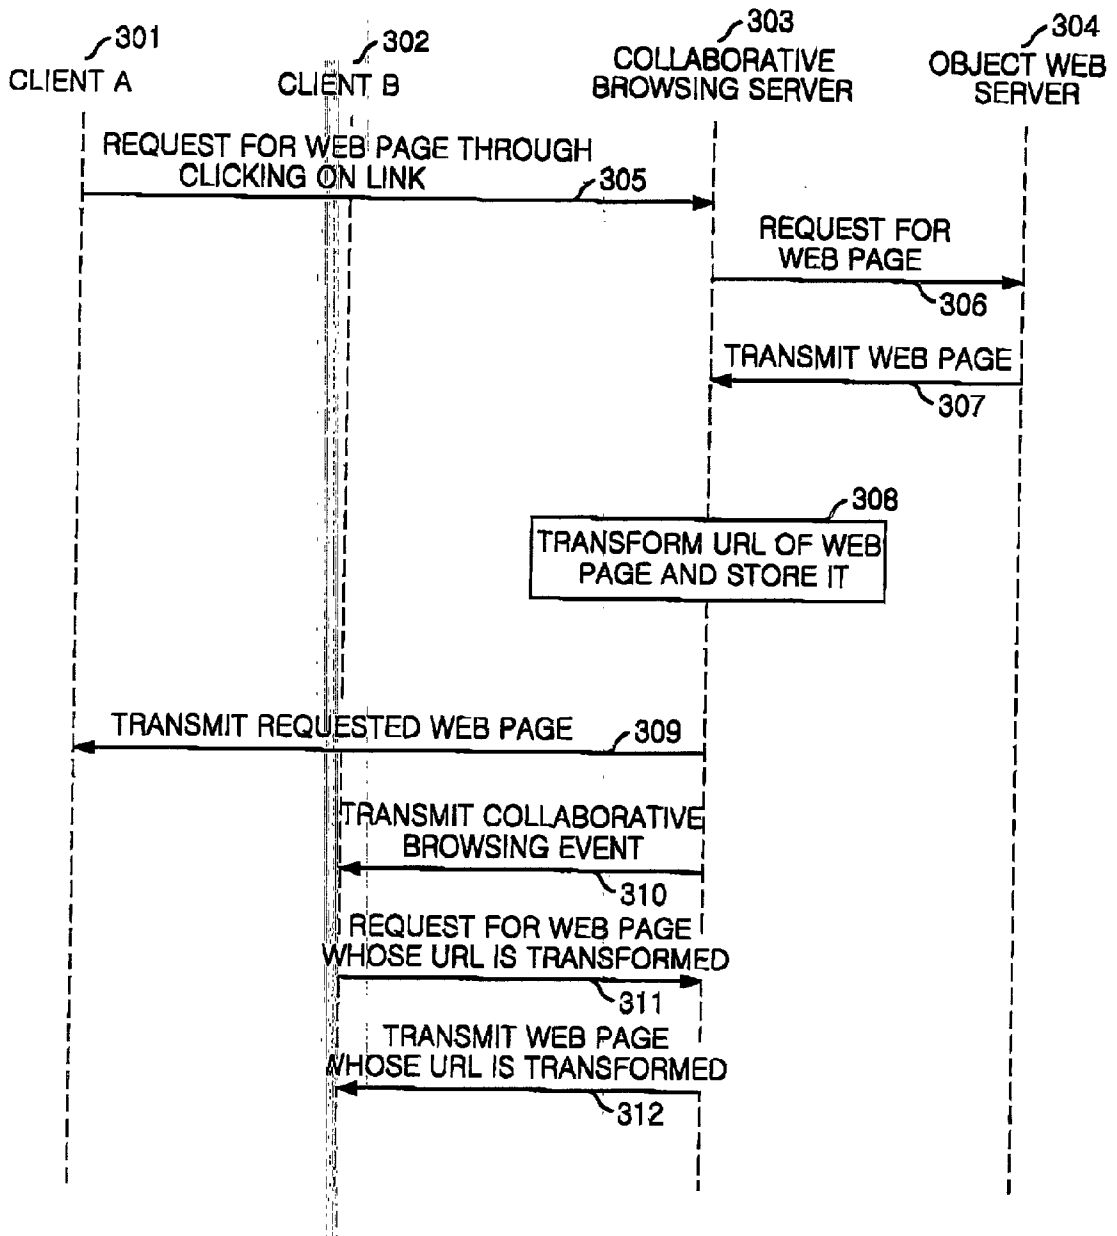 301
CLIENT A
302
CLIENT B
303
COLLABORATIVE
BROWSING SERVER
304
OBJECT WEB
SERVER
REQUEST FOR WEB PAGE THROUGH
CLICKING ON LINK
305
REQUEST FOR
WEB PAGE
306
TRANSMIT WEB PAGE
307
308
TRANSFORM URL OF WEB
PAGE AND STORE IT
TRANSMIT REQUESTED WEB PAGE
309
TRANSMIT COLLABORATIVE
BROWSING EVENT
310
REQUEST FOR WEB PAGE
WHOSE URL IS TRANSFORMED
311
TRANSMIT WEB PAGE
WHOSE URL IS TRANSFORMED
312